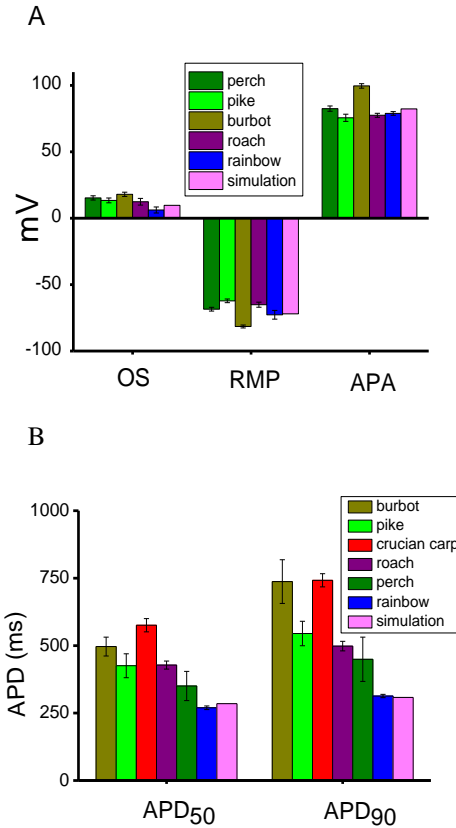 A
100
50
0
-50
-100
mV
perch
pike
burbot
roach
rainbow
simulation
OS RMP APA
B
1000
750
500
250
0
APD (ms)
burbot
pike
crucian carp
roach
perch
rainbow
simulation
APD50 APD90